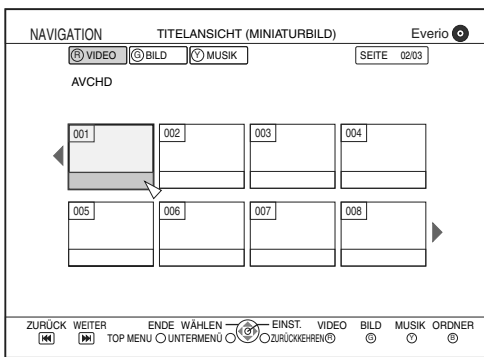 NAVIGATION TITELANSICHT (MINIATURBILD) Everio
R VIDEO G BILD Y MUSIK SEITE 02/03
AVCHD
001 002 003 004
005 006 007 008
ZURÜCK WEITER ENDE WÄHLEN EINST. VIDEO BILD MUSIK ORDNER
TOP MENU UNTERMENÜ ZURÜCKKEHREN R G Y B